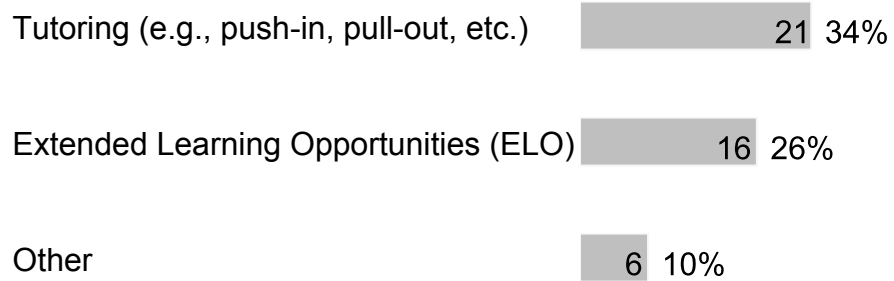 Tutoring (e.g., push-in, pull-out, etc.) 21 34%
Extended Learning Opportunities (ELO) 16 26%
Other 6 10%